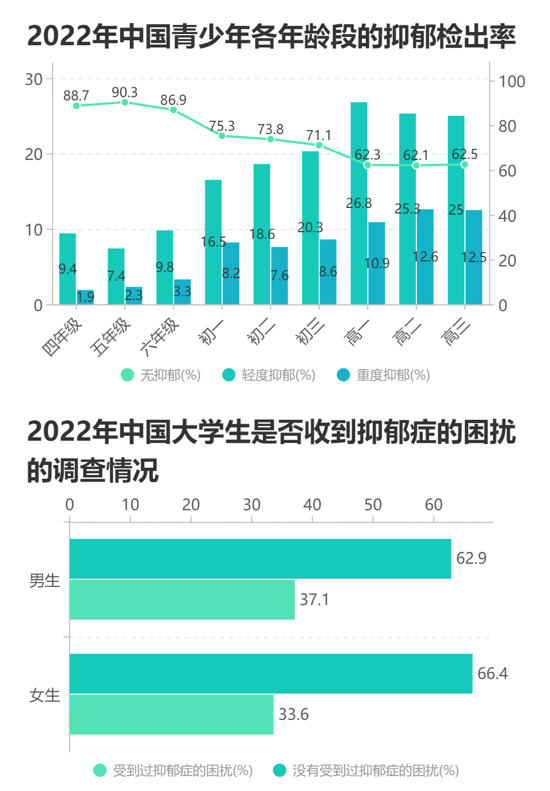 2022年中国青少年各年龄段的抑郁检出率
30
20
10
0
100
80
60
40
20
0
88.7
90.3
86.9
75.3
73.8
71.1
62.3
62.1
62.5
9.4
7.4
9.8
16.5
18.6
20.3
26.8
25.3
25
1.9
2.3
3.3
8.2
7.6
8.6
10.9
12.6
12.5
四年级
五年级
六年级
初一
初二
初三
高一
高二
高三
无抑郁(%) 轻度抑郁(%) 重度抑郁(%)
2022年中国大学生是否收到抑郁症的困扰
的调查情况
0 10 20 30 40 50 60
男生
62.9
37.1
女生
66.4
33.6
受到过抑郁症的困扰(%) 没有受到过抑郁症的困扰(%)